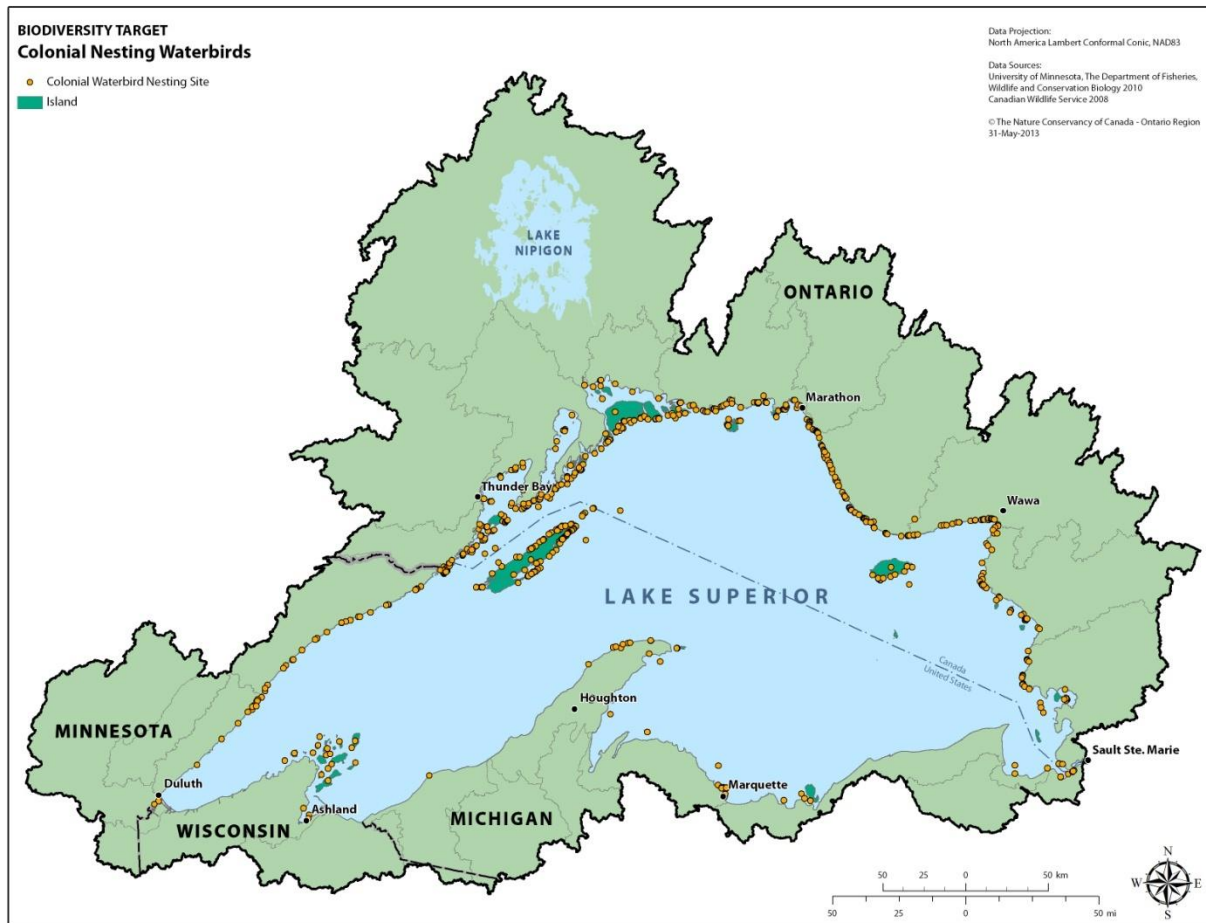 BIODIVERSITY TARGET
Colonial Nesting Waterbirds
Colonial Waterbird Nesting Site
Island
Data Projection:
North America Lambert Conformal Conic, NAD83
Data Sources:
University of Minnesota, The Department of Fisheries,
Wildlife and Conservation Biology 2010
Canadian Wildlife Service 2008
© The Nature Conservancy of Canada - Ontario Region
31-May-2013
LAKE
NIPIGON
ONTARIO
Marathon
Thunder Bay
Wawa
LAKE SUPERIOR
Canada
United States
Houghton
MINNESOTA
Sault Ste. Marie
Duluth
Marquette
Ashland
WISCONSIN
MICHIGAN
N
W E
S
50 25 0 50 km
50 25 0 50 mi